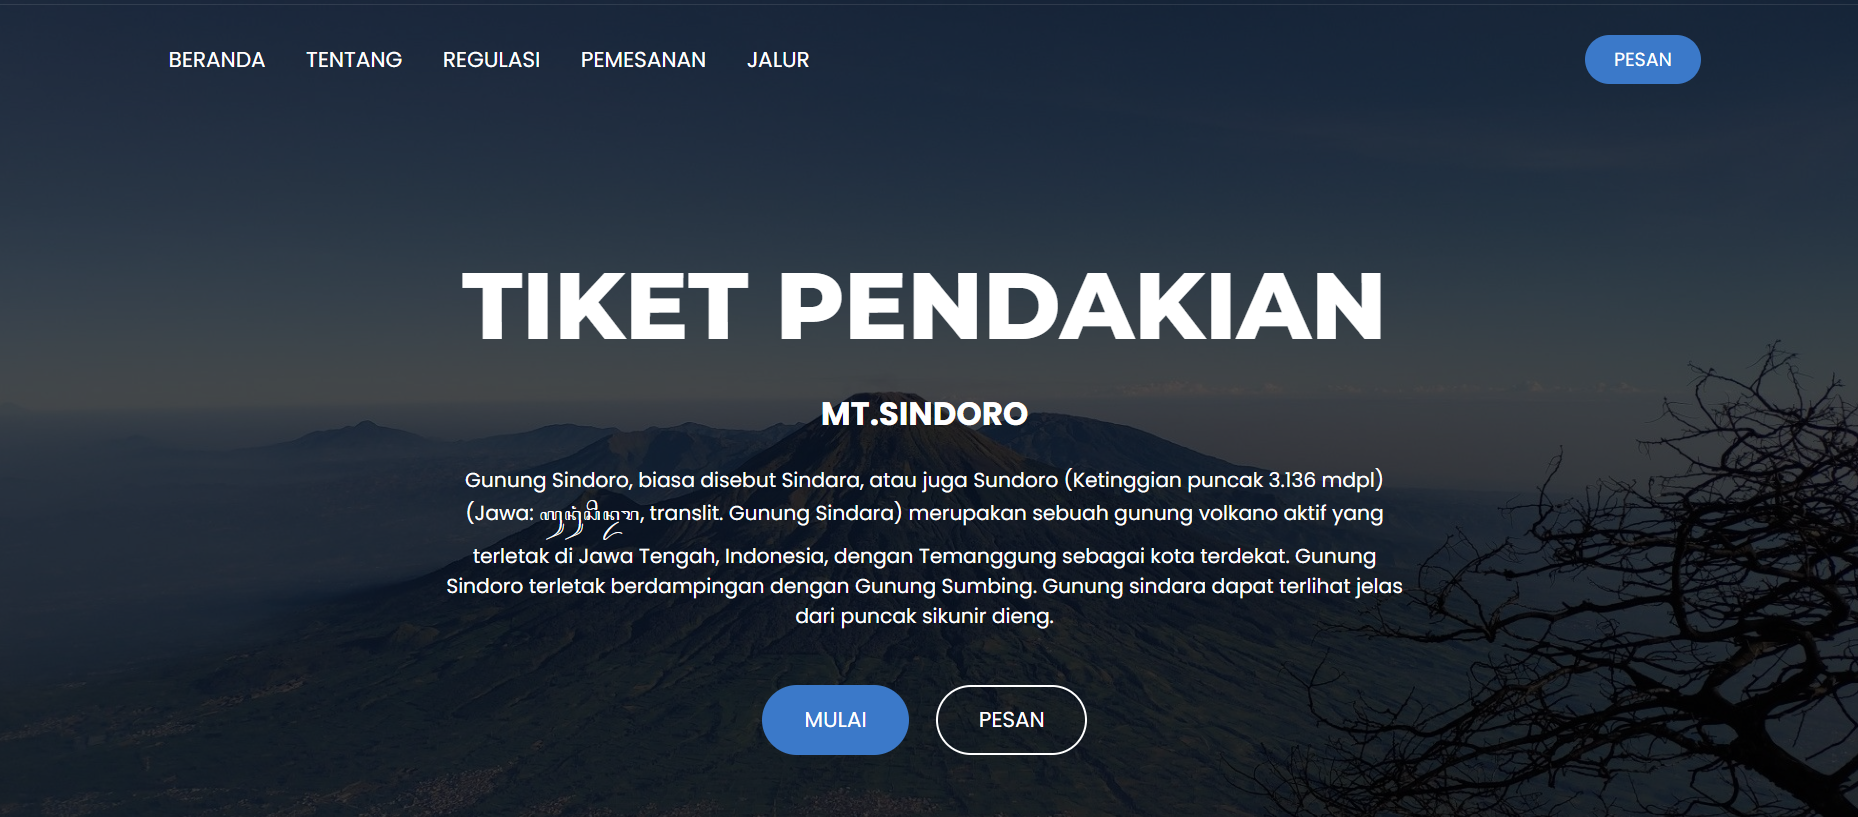 BERANDA TENTANG REGULASI PEMESANAN JALUR PESAN
TIKET PENDAKIAN
MT.SINDORO
Gunung Sindoro, biasa disebut Sindara, atau juga Sundoro (Ketinggian puncak 3.136 mdpl)
(Jawa: ꦒꦸꦤꦸꦁꦱꦶꦤ꧀ꦢꦫ, translit. Gunung Sindara) merupakan sebuah gunung volkano aktif yang
terletak di Jawa Tengah, Indonesia, dengan Temanggung sebagai kota terdekat. Gunung
Sindoro terletak berdampingan dengan Gunung Sumbing. Gunung sindara dapat terlihat jelas
dari puncak sikunir dieng.
MULAI PESAN